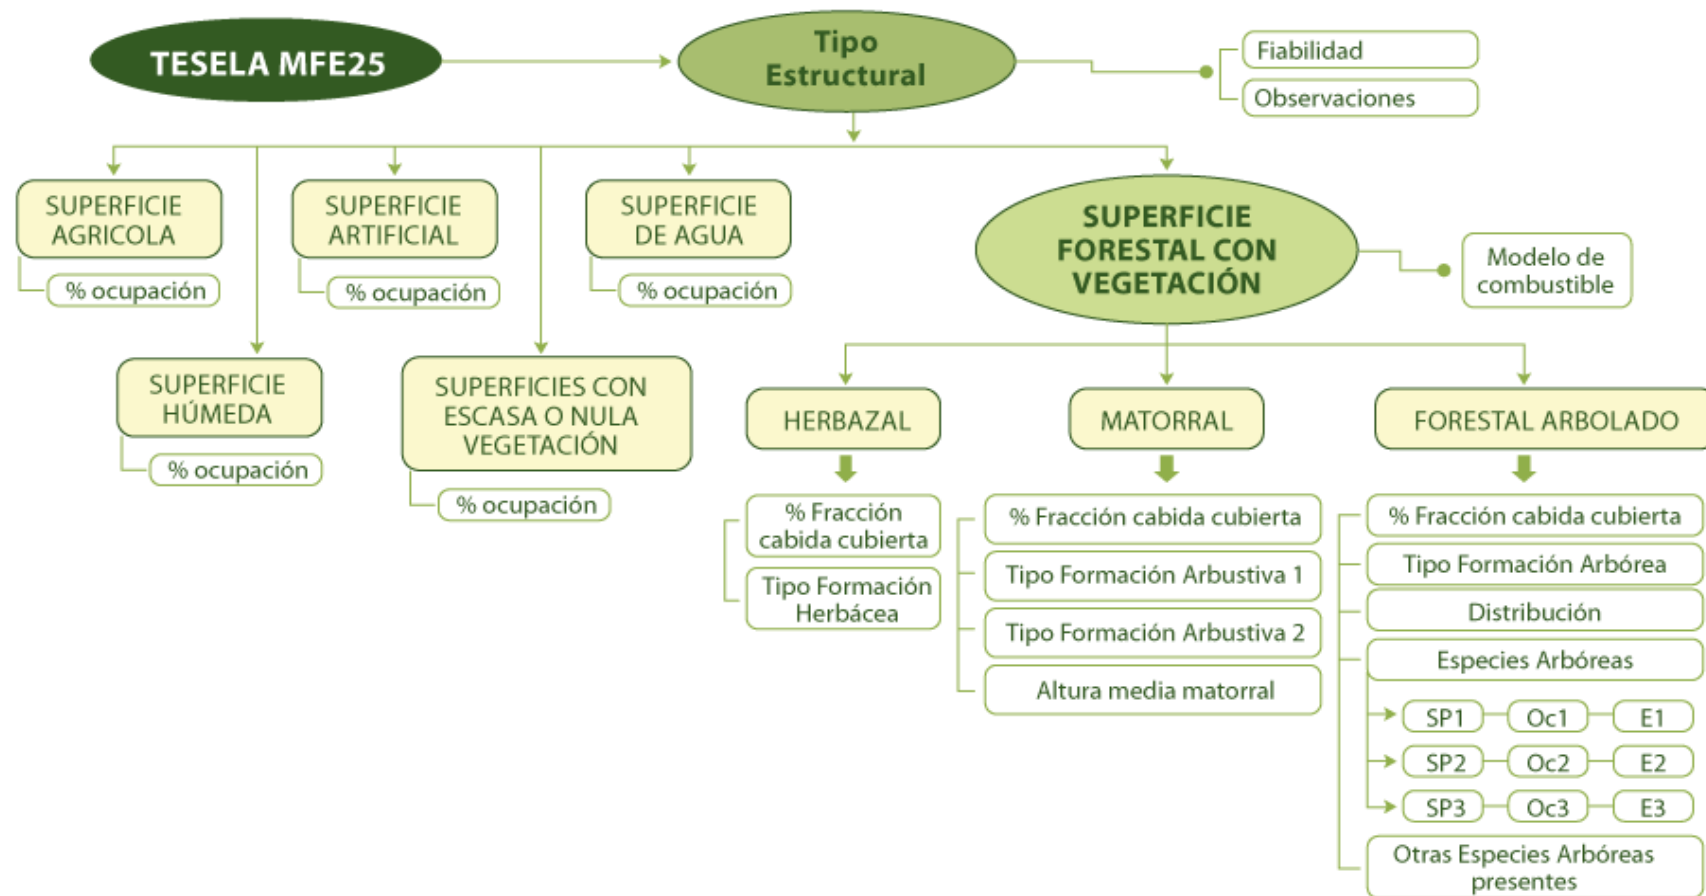 TESELA MFE25
Tipo
Estructural
Fiabilidad
Observaciones
SUPERFICIE
AGRICOLA
% ocupación
SUPERFICIE
ARTIFICIAL
% ocupación
SUPERFICIE
DE AGUA
% ocupación
SUPERFICIE
FORESTAL CON
VEGETACIÓN
Modelo de
combustible
SUPERFICIE
HÚMEDA
% ocupación
SUPERFICIES CON
ESCASA O NULA
VEGETACIÓN
% ocupación
HERBAZAL
% Fracción
cabida cubierta
Tipo Formación
Herbácea
MATORRAL
% Fracción cabida cubierta
Tipo Formación Arbustiva 1
Tipo Formación Arbustiva 2
Altura media matorral
FORESTAL ARBOLADO
% Fracción cabida cubierta
Tipo Formación Arbórea
Distribución
Especies Arbóreas
SP1 Oc1 E1
SP2 Oc2 E2
SP3 Oc3 E3
Otras Especies Arbóreas
presentes